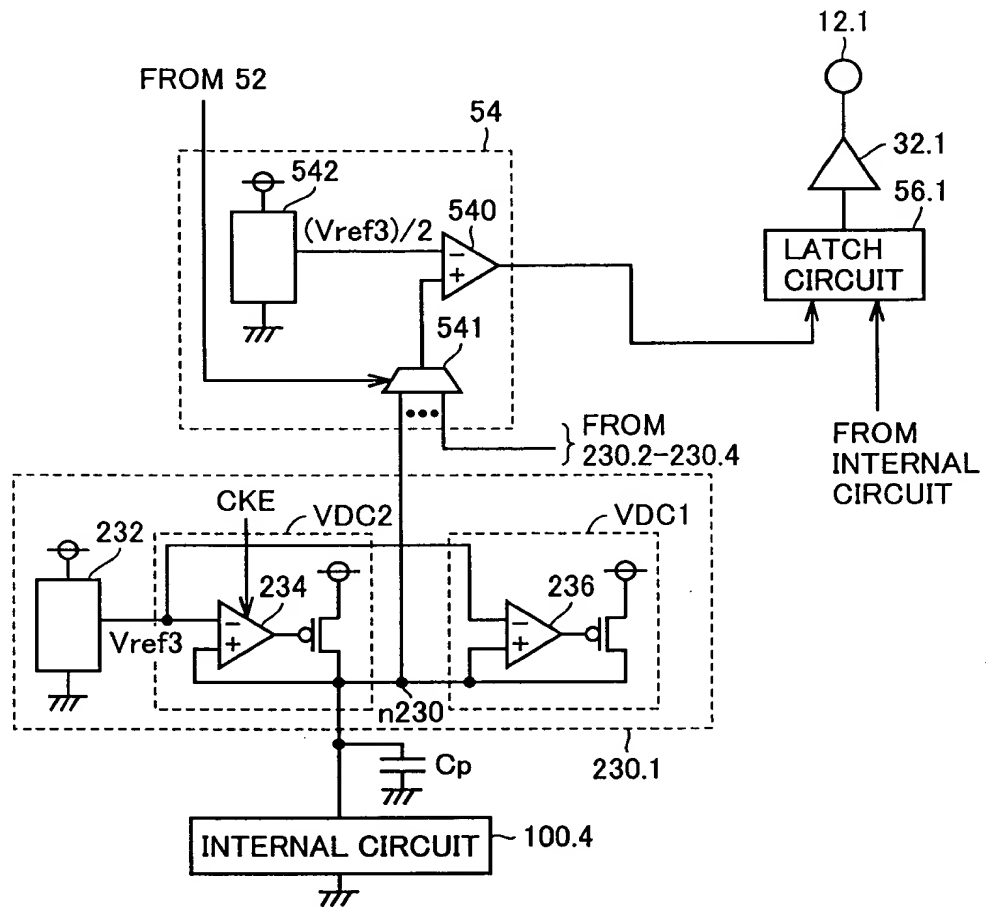 12.1
FROM 52
54
32.1
542
56.1
(Vref3)/2
540
−
+
LATCH
CIRCUIT
541
FROM
230.2−230.4
FROM
INTERNAL
CIRCUIT
CKE
VDC2
VDC1
232
234
236
Vref3
−
+
−
+
n230
Cp
230.1
INTERNAL CIRCUIT
100.4